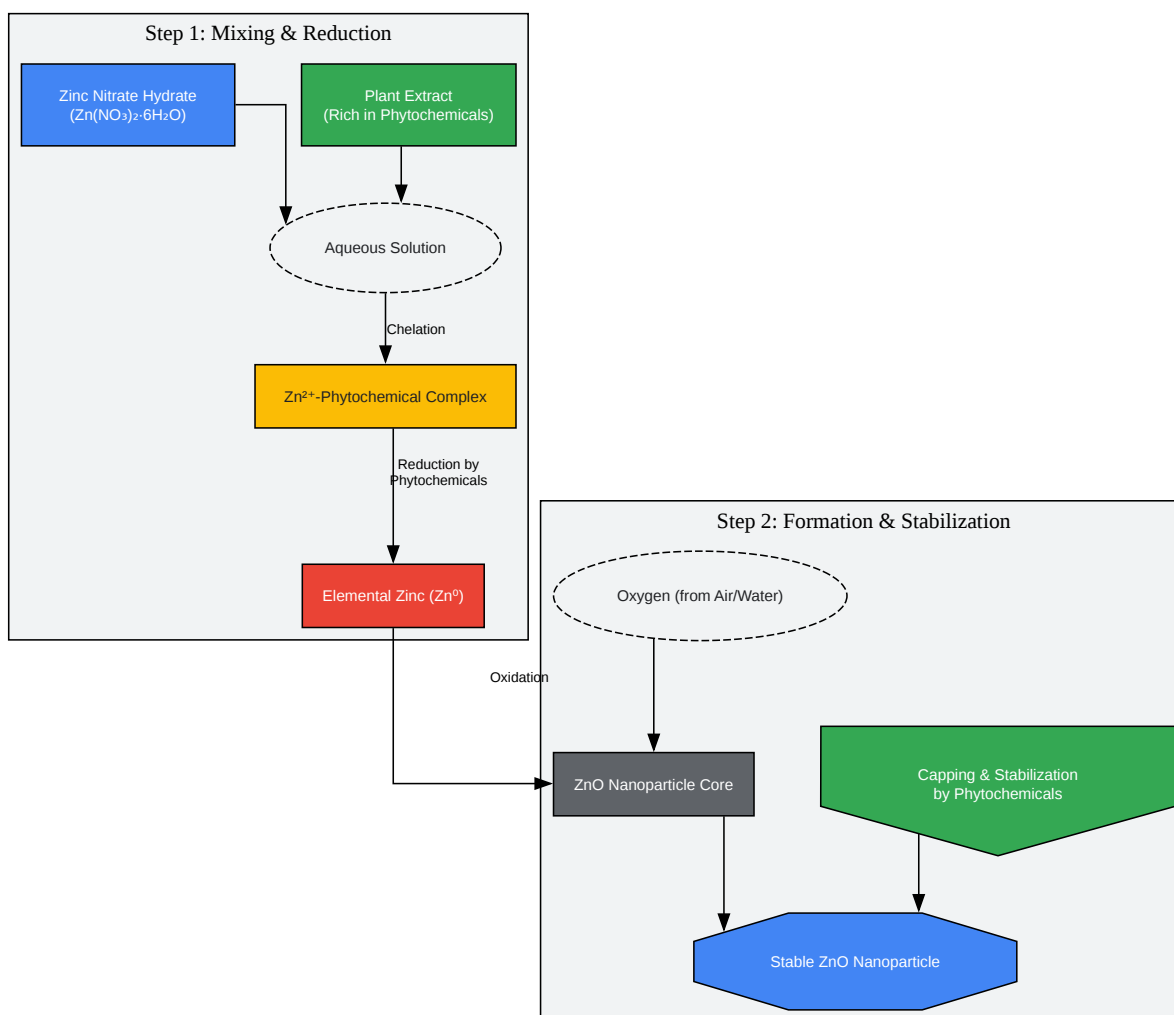 Step 1: Mixing & Reduction
Zinc Nitrate Hydrate
(Zn(NO₃)₂·6H₂O)
Plant Extract
(Rich in Phytochemicals)
Aqueous Solution
Chelation
Zn²⁺-Phytochemical Complex
Reduction by
Phytochemicals
Elemental Zinc (Zn⁰)
Step 2: Formation & Stabilization
Oxygen (from Air/Water)
Oxidation
ZnO Nanoparticle Core
Capping & Stabilization
by Phytochemicals
Stable ZnO Nanoparticle